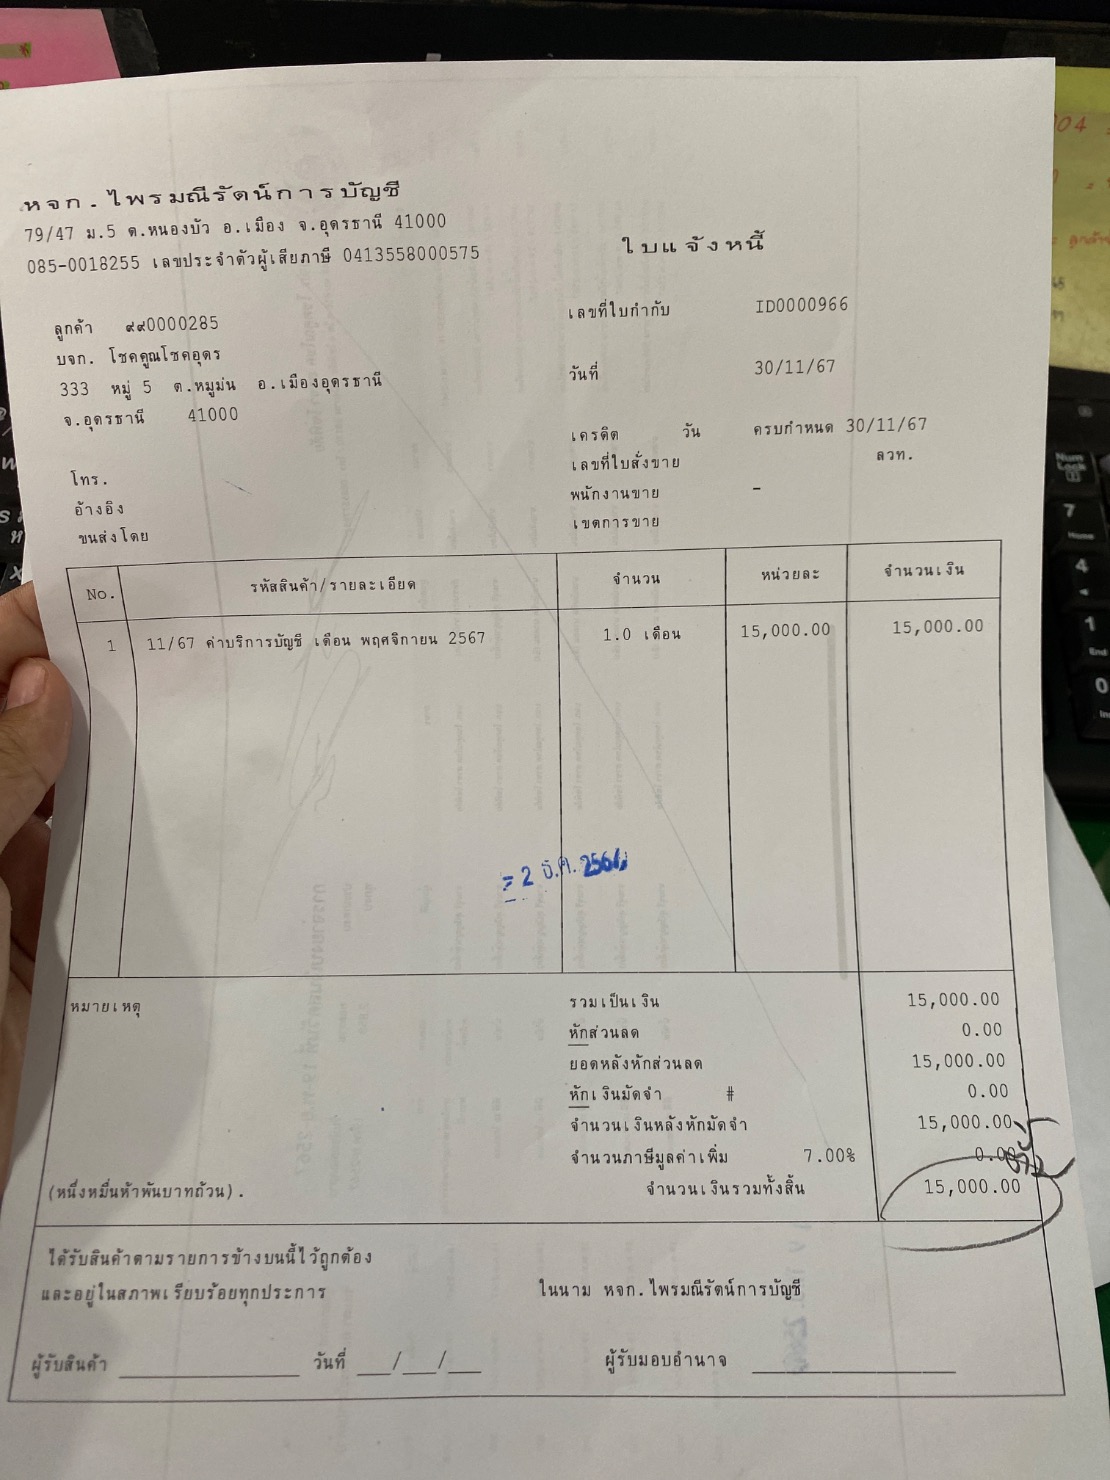 หจก.ไพรมณีรัตน์การบัญชี
79/47 ม.5 ต.หนองบัว อ.เมือง จ.อุดรธานี 41000
085-0018255 เลขประจำตัวผู้เสียภาษี 0413558000575
ใบแจ้งหนี้
ลูกค้า ๙๙0000285
บจก. โชคคูณโชคอุดร
333 หมู่ 5 ต.หมูม่น อ.เมืองอุดรธานี
จ.อุดรธานี 41000
โทร.
อ้างอิง
ขนส่งโดย
เลขที่ใบกำกับ ID0000966
วันที่ 30/11/67
เครดิต วัน ครบกำหนด 30/11/67
เลขที่ใบสั่งขาย ลวท.
พนักงานขาย -
เขตการขาย
No. รหัสสินค้า/รายละเอียด จำนวน หน่วยละ จำนวนเงิน
1 11/67 ค่าบริการบัญชี เดือน พฤศจิกายน 2567 1.0 เดือน 15,000.00 15,000.00
2 ธ.ค.
หมายเหตุ
รวมเป็นเงิน 15,000.00
หักส่วนลด 0.00
ยอดหลังหักส่วนลด 15,000.00
หักเงินมัดจำ # 0.00
จำนวนเงินหลังหักมัดจำ 15,000.00
จำนวนภาษีมูลค่าเพิ่ม 7.00% 0.00
(หนึ่งหมื่นห้าพันบาทถ้วน). จำนวนเงินรวมทั้งสิ้น 15,000.00
ได้รับสินค้าตามรายการข้างบนนี้ไว้ถูกต้อง
และอยู่ในสภาพเรียบร้อยทุกประการ
ในนาม หจก.ไพรมณีรัตน์การบัญชี
ผู้รับสินค้า วันที่ __/__/__ ผู้รับมอบอำนาจ